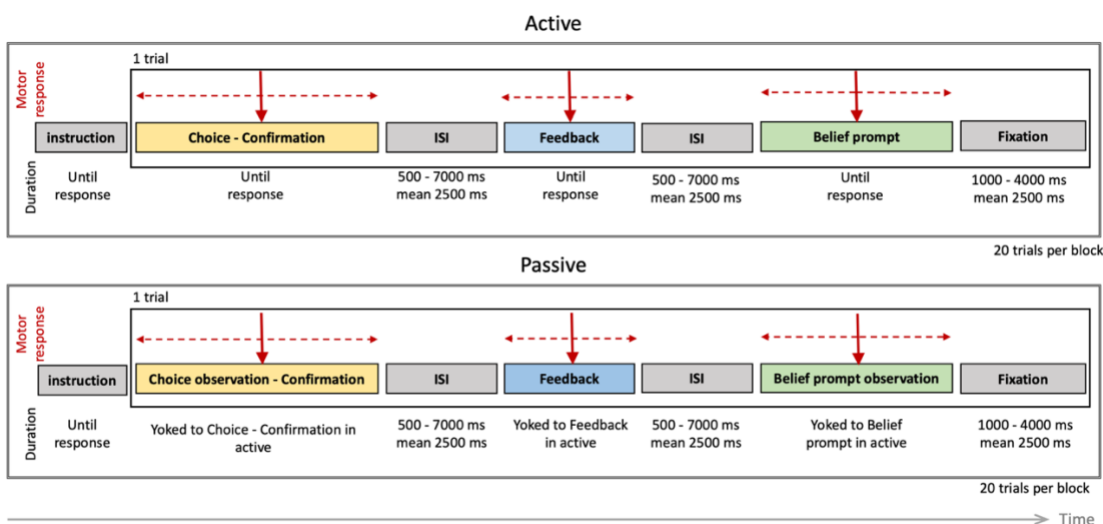 Active
1 trial
Motor
response
instruction
Choice - Confirmation
ISI
Feedback
ISI
Belief prompt
Fixation
Duration
Until
response
Until
response
500 - 7000 ms
mean 2500 ms
Until
response
500 - 7000 ms
mean 2500 ms
Until
response
1000 - 4000 ms
mean 2500 ms
20 trials per block
Passive
1 trial
Motor
response
instruction
Choice observation - Confirmation
ISI
Feedback
ISI
Belief prompt observation
Fixation
Duration
Until
response
Yoked to Choice - Confirmation in
active
500 - 7000 ms
mean 2500 ms
Yoked to Feedback
in active
500 - 7000 ms
mean 2500 ms
Yoked to Belief
prompt in active
1000 - 4000 ms
mean 2500 ms
20 trials per block
Time